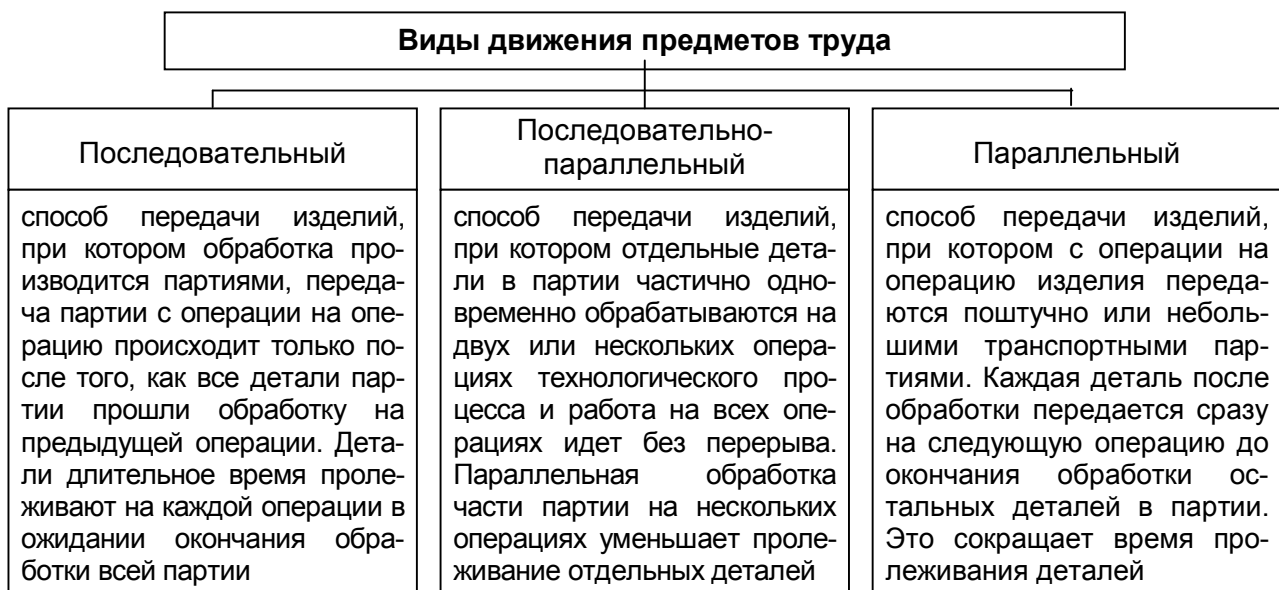 Виды движения предметов труда
Последовательный
способ передачи изделий,
при котором обработка про-
изводится партиями, переда-
ча партии с операции на опе-
рацию происходит только по-
сле того, как все детали пар-
тии прошли обработку на
предыдущей операции. Дета-
ли длительное время проле-
живают на каждой операции в
ожидании окончания обра-
ботки всей партии
Последовательно-
параллельный
способ передачи изделий,
при котором отдельные дета-
ли в партии частично одно-
временно обрабатываются на
двух или нескольких опера-
циях технологического про-
цесса и работа на всех опе-
рациях идет без перерыва.
Параллельная обработка
части партии на нескольких
операциях уменьшает проле-
живание отдельных деталей
Параллельный
способ передачи изделий,
при котором с операции на
операцию изделия переда-
ются поштучно или неболь-
шими транспортными пар-
тиями. Каждая деталь после
обработки передается сразу
на следующую операцию до
окончания обработки ос-
тальных деталей в партии.
Это сокращает время про-
леживания деталей